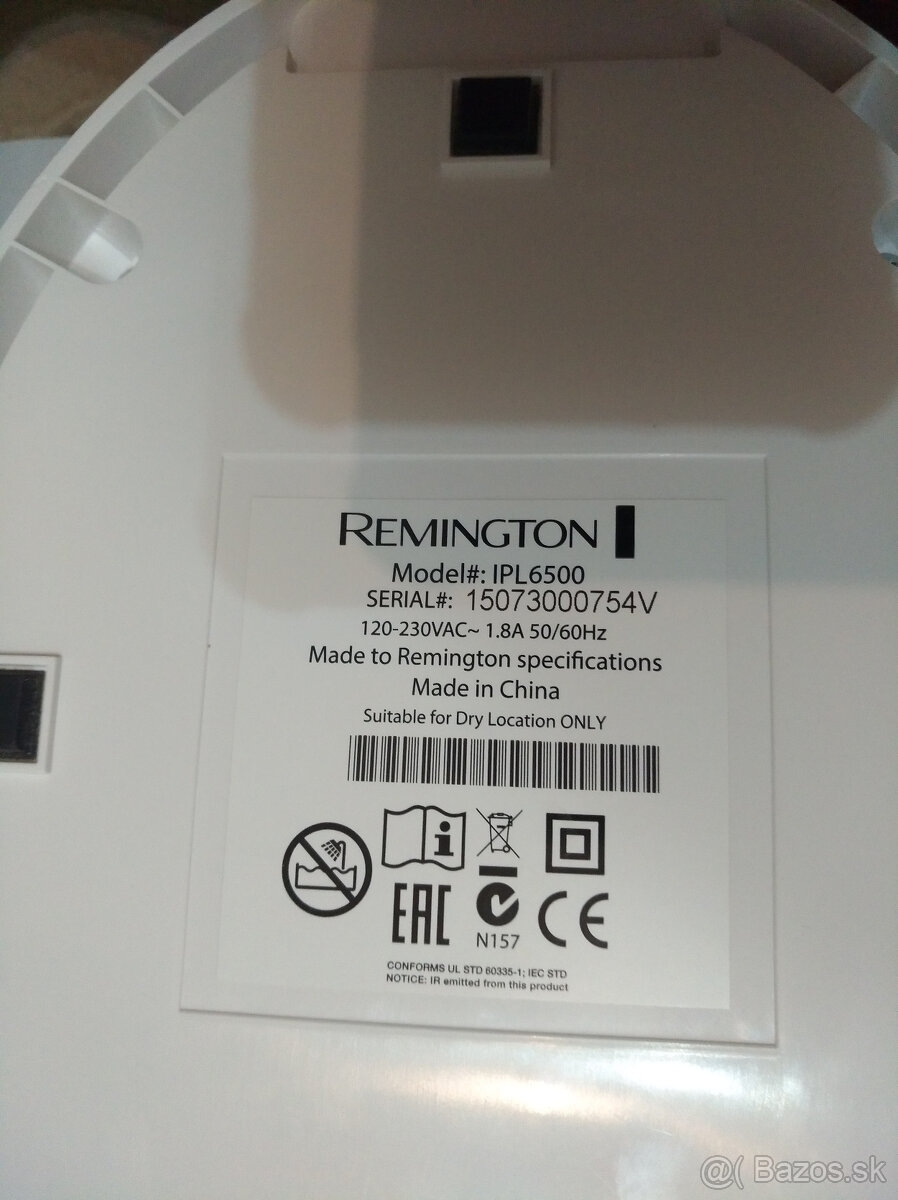 REMINGTON
Model#: IPL6500
SERIAL#: 15073000754V
120-230VAC~ 1.8A 50/60Hz
Made to Remington specifications
Made in China
Suitable for Dry Location ONLY
i
EAC
N157
CE
CONFORMS UL STD 60335-1; IEC STD
NOTICE: IR emitted from this product
@( Bazos.sk